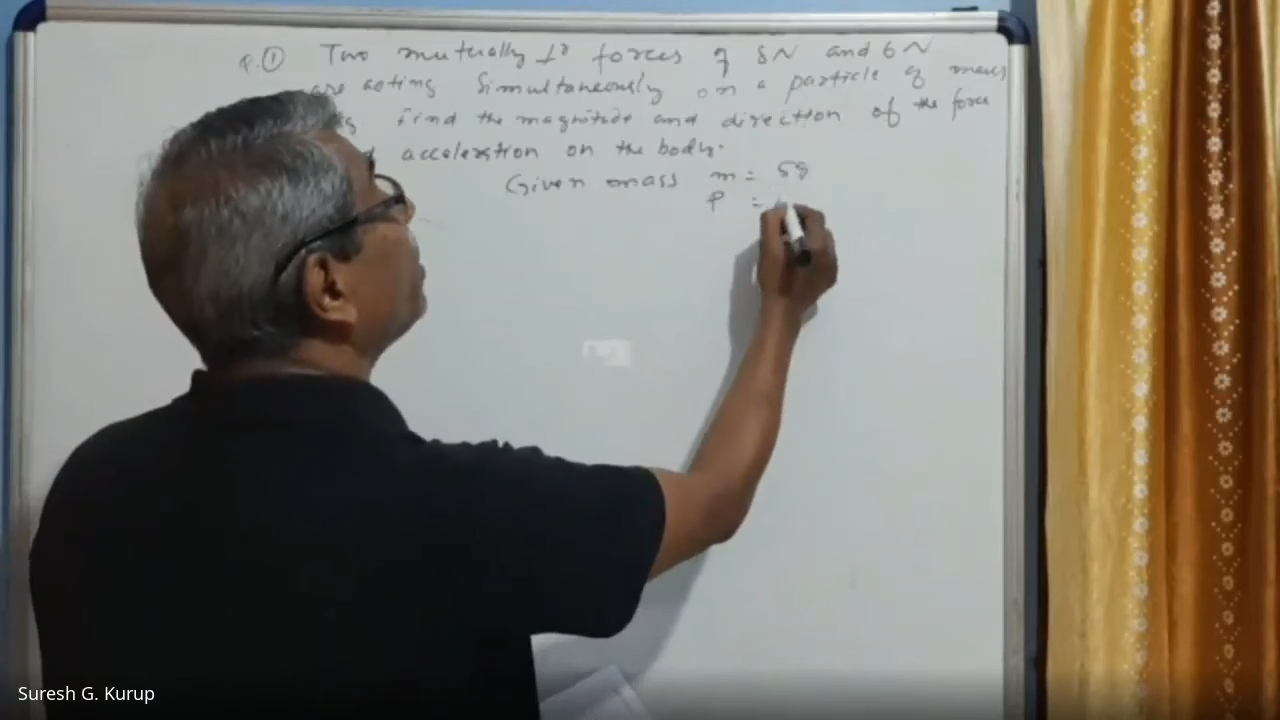 Q.① Two mutually ⊥r forces of 8N and 6N
are acting Simultaneously on a particle of mass
find the magnitude and direction of the force
acceleration on the body.
Given mass m =
P =
Suresh G. Kurup